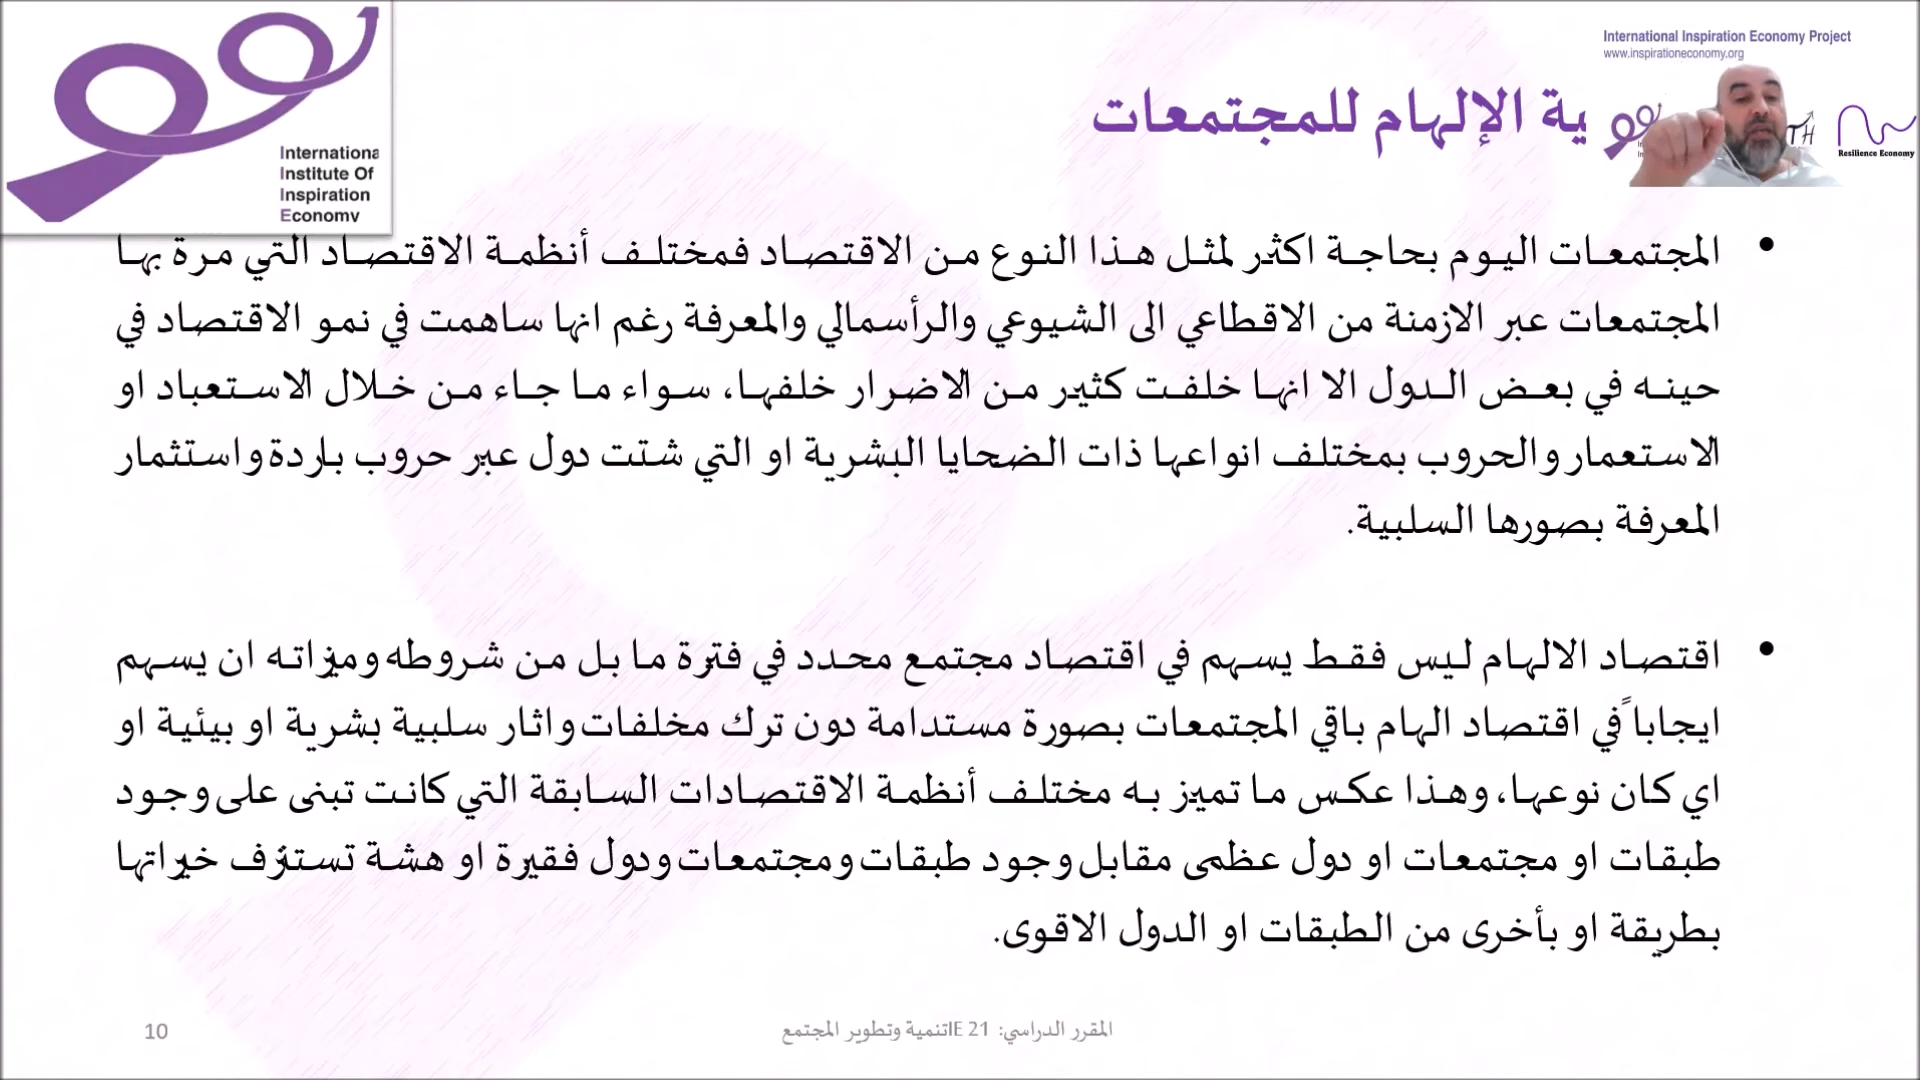 International Inspiration Economy Project
www.inspirationeconomy.org
Internationa
Institute Of
Inspiration
Economy
ية الإلهام للمجتمعات
TH
Resilience Economy
• المجتمعات اليوم بحاجة اكثر لمثل هذا النوع من الاقتصاد فمختلف أنظمة الاقتصاد التي مرة بها
المجتمعات عبر الازمنة من الاقطاعي الى الشيوعي والرأسمالي والمعرفة رغم انها ساهمت في نمو الاقتصاد في
حينه في بعض الدول الا انها خلفت كثير من الاضرار خلفها، سواء ما جاء من خلال الاستعباد او
الاستعمار والحروب بمختلف انواعها ذات الضحايا البشرية او التي شتت دول عبر حروب باردة واستثمار
المعرفة بصورها السلبية.
• اقتصاد الالهام ليس فقط يسهم في اقتصاد مجتمع محدد في فترة ما بل من شروطه وميزاته ان يسهم
ايجاباً في اقتصاد الهام باقي المجتمعات بصورة مستدامة دون ترك مخلفات واثار سلبية بشرية او بيئية او
اي كان نوعها، وهذا عكس ما تميز به مختلف أنظمة الاقتصادات السابقة التي كانت تبنى على وجود
طبقات او مجتمعات او دول عظمى مقابل وجود طبقات ومجتمعات ودول فقيرة او هشة تستنزف خيراتها
بطريقة او بأخرى من الطبقات او الدول الاقوى.
المقرر الدراسي: IE 21تنمية وتطوير المجتمع
10